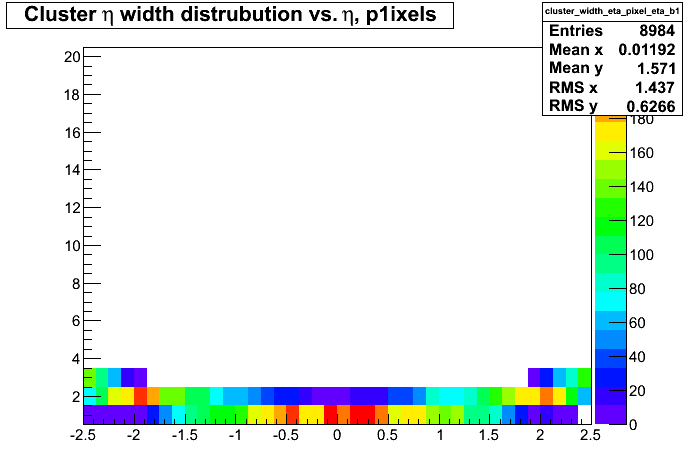 Cluster η width distrubution vs. η, p1ixels
cluster_width_eta_pixel_eta_b1
Entries 8984
Mean x 0.01192
Mean y 1.571
RMS x 1.437
RMS y 0.6266
20
18
16
14
12
10
8
6
4
2
-2.5 -2 -1.5 -1 -0.5 0 0.5 1 1.5 2 2.5
180
160
140
120
100
80
60
40
20
0